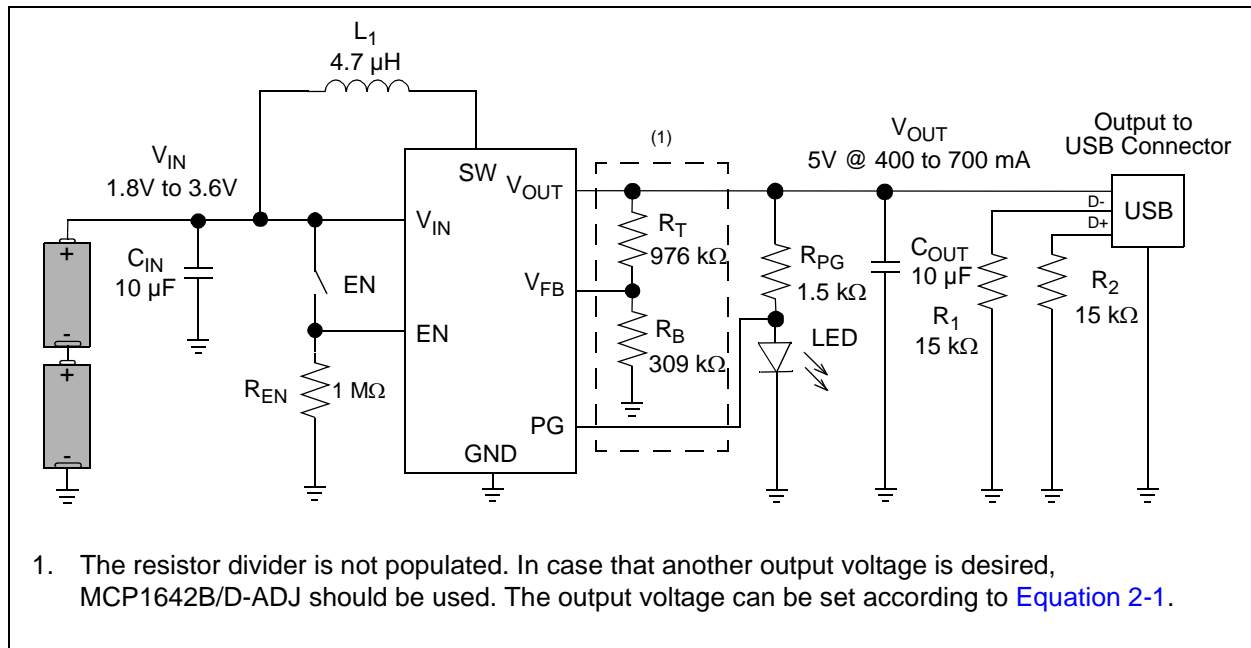 L1
4.7 µH
VIN
1.8V to 3.6V
(1)
VOUT
5V @ 400 to 700 mA
Output to
USB Connector
SW
VOUT
VIN
D-
D+
USB
+
-
+
-
CIN
10 µF
EN
RT
976 kΩ
VFB
RPG
1.5 kΩ
COUT
10 µF
R1
15 kΩ
R2
15 kΩ
EN
RB
309 kΩ
LED
REN
1 MΩ
PG
GND
1. The resistor divider is not populated. In case that another output voltage is desired,
MCP1642B/D-ADJ should be used. The output voltage can be set according to Equation 2-1.